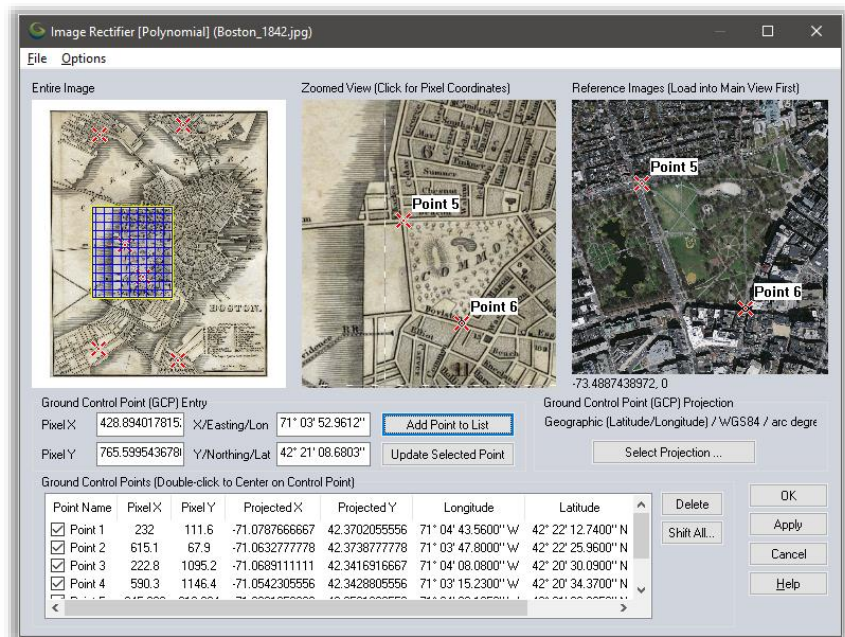 Image Rectifier [Polynomial] (Boston_1842.jpg)
File Options
Entire Image
Zoomed View (Click for Pixel Coordinates)
Reference Images (Load into Main View First)
BOSTON.
Summer
Chestnut
Point 5
COMMO
Point 6
Boylst
Elliot
Beach
B.R.
vidence
Point 5
Point 6
-73.4887438972, 0
Ground Control Point (GCP) Entry
Pixel X 428.8940178152 X/Easting/Lon 71° 03' 52.9612" Add Point to List
Pixel Y 765.599543678 Y/Northing/Lat 42° 21' 08.6803" Update Selected Point
Ground Control Point (GCP) Projection
Geographic (Latitude/Longitude) / WGS84 / arc degre
Select Projection ...
Ground Control Points (Double-click to Center on Control Point)
Point Name Pixel X Pixel Y Projected X Projected Y Longitude Latitude
Point 1 232 111.6 -71.0787666667 42.3702055556 71° 04' 43.5600" W 42° 22' 12.7400" N
Point 2 615.1 67.9 -71.0632777778 42.3738777778 71° 03' 47.8000" W 42° 22' 25.9600" N
Point 3 222.8 1095.2 -71.0689111111 42.3416916667 71° 04' 08.0800" W 42° 20' 30.0900" N
Point 4 590.3 1146.4 -71.0542305556 42.3428805556 71° 03' 15.2300" W 42° 20' 34.3700" N
Delete
Shift All...
OK
Apply
Cancel
Help